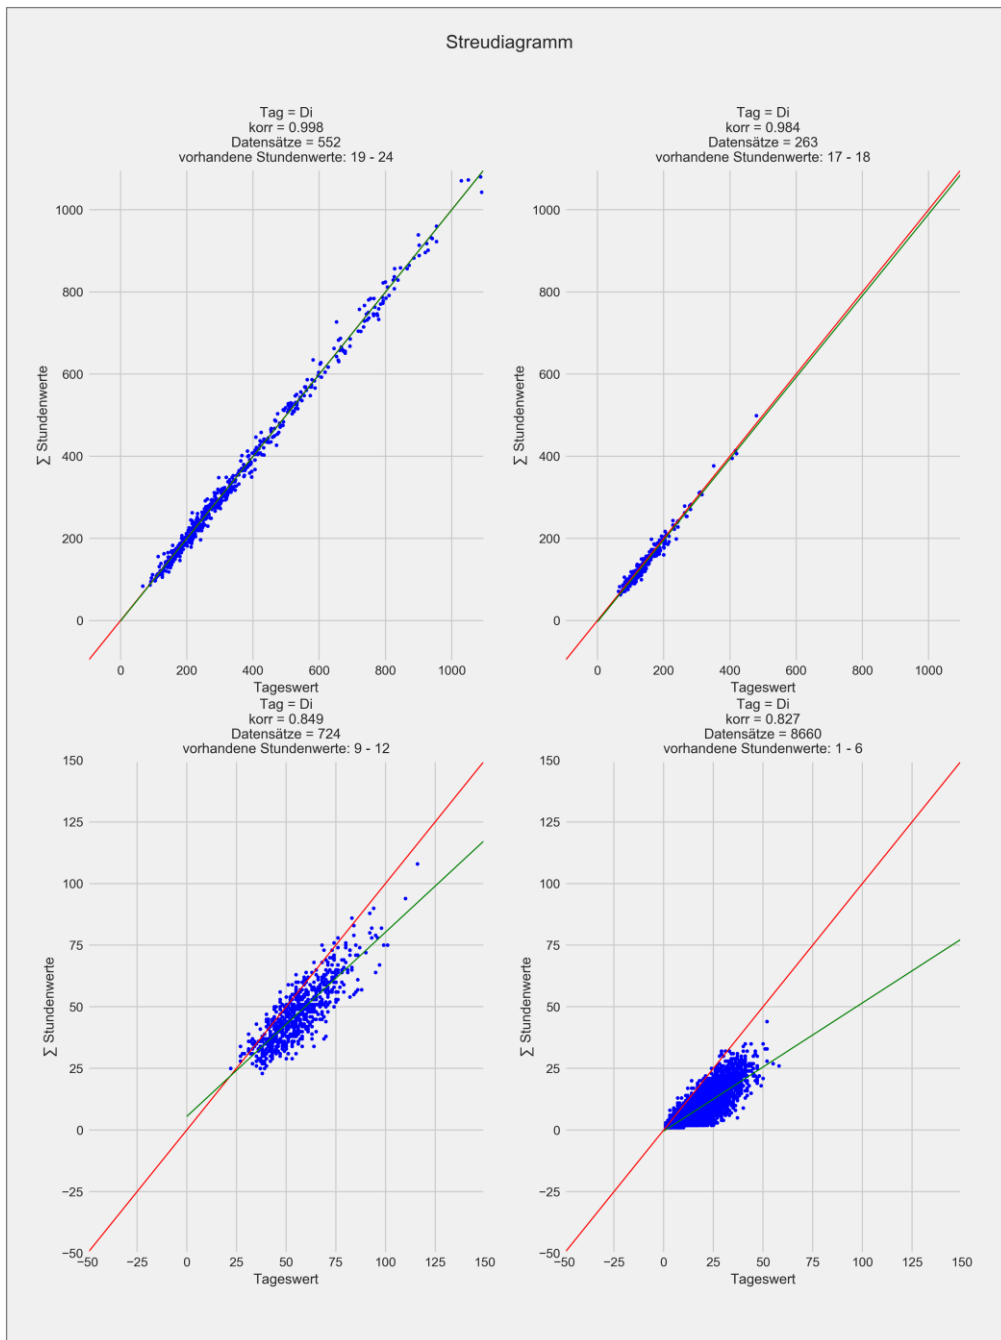 Streudiagramm
Tag = Di
korr = 0.998
Datensätze = 552
vorhandene Stundenwerte: 19 - 24
1000
800
600
400
200
0
∑ Stundenwerte
0 200 400 600 800 1000
Tageswert
Tag = Di
korr = 0.984
Datensätze = 263
vorhandene Stundenwerte: 17 - 18
1000
800
600
400
200
0
∑ Stundenwerte
0 200 400 600 800 1000
Tageswert
Tag = Di
korr = 0.849
Datensätze = 724
vorhandene Stundenwerte: 9 - 12
150
125
100
75
50
25
0
−25
−50
∑ Stundenwerte
−50 −25 0 25 50 75 100 125 150
Tageswert
Tag = Di
korr = 0.827
Datensätze = 8660
vorhandene Stundenwerte: 1 - 6
150
125
100
75
50
25
0
−25
−50
∑ Stundenwerte
−50 −25 0 25 50 75 100 125 150
Tageswert